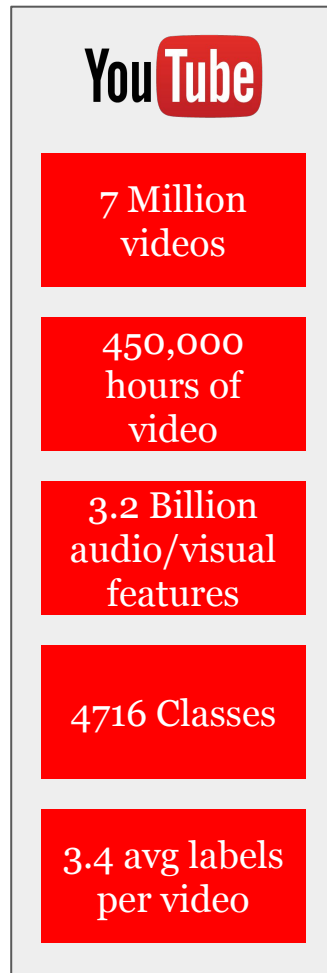 YouTube
7 Million
videos
450,000
hours of
video
3.2 Billion
audio/visual
features
4716 Classes
3.4 avg labels
per video